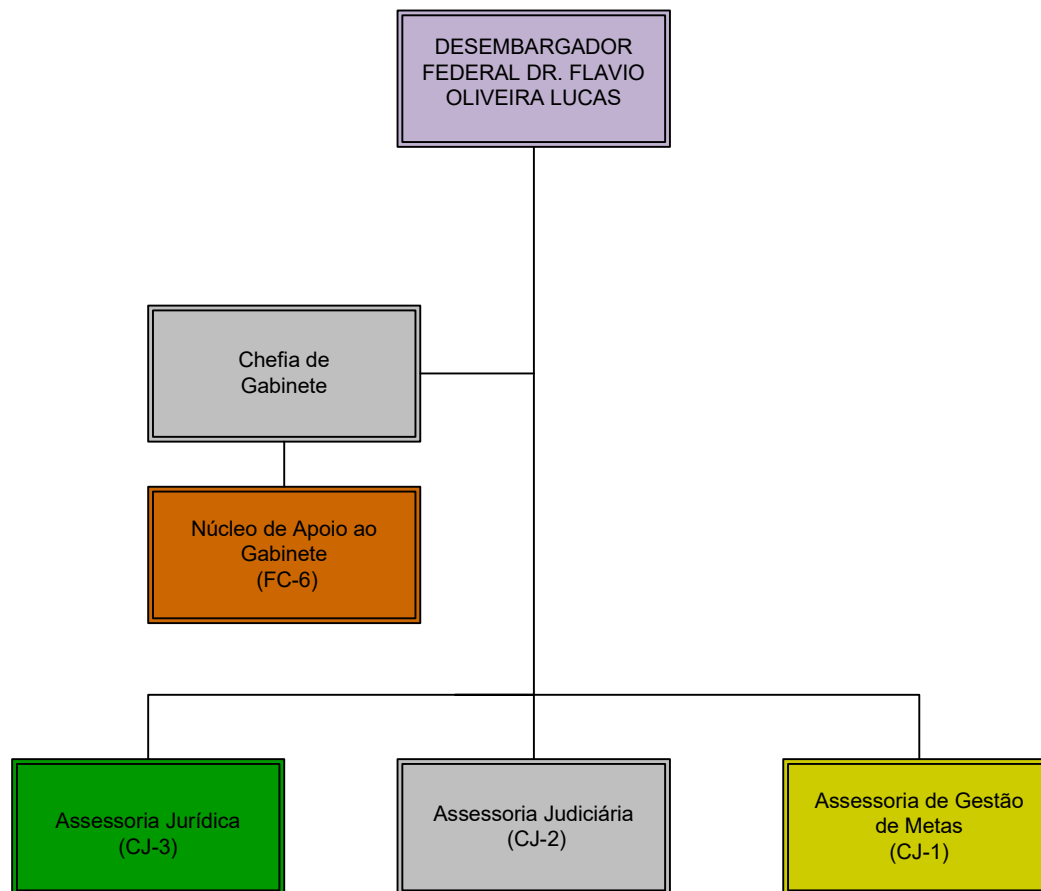 DESEMBARGADOR
FEDERAL DR. FLAVIO
OLIVEIRA LUCAS
Chefia de
Gabinete
Núcleo de Apoio ao
Gabinete
(FC-6)
Assessoria Jurídica
(CJ-3)
Assessoria Judiciária
(CJ-2)
Assessoria de Gestão
de Metas
(CJ-1)